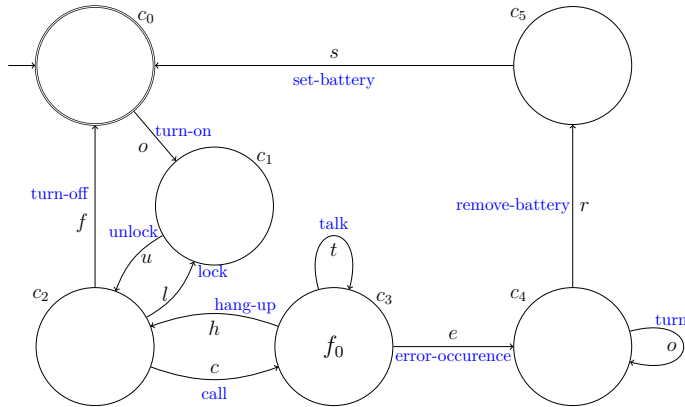 c0
c5
s
set-battery
turn-on
o
c1
turn-off
f
remove-battery
r
unlock
u
talk
t
lock
l
c2
hang-up
h
c3
c4
f0
e
error-occurence
turn
o
c
call